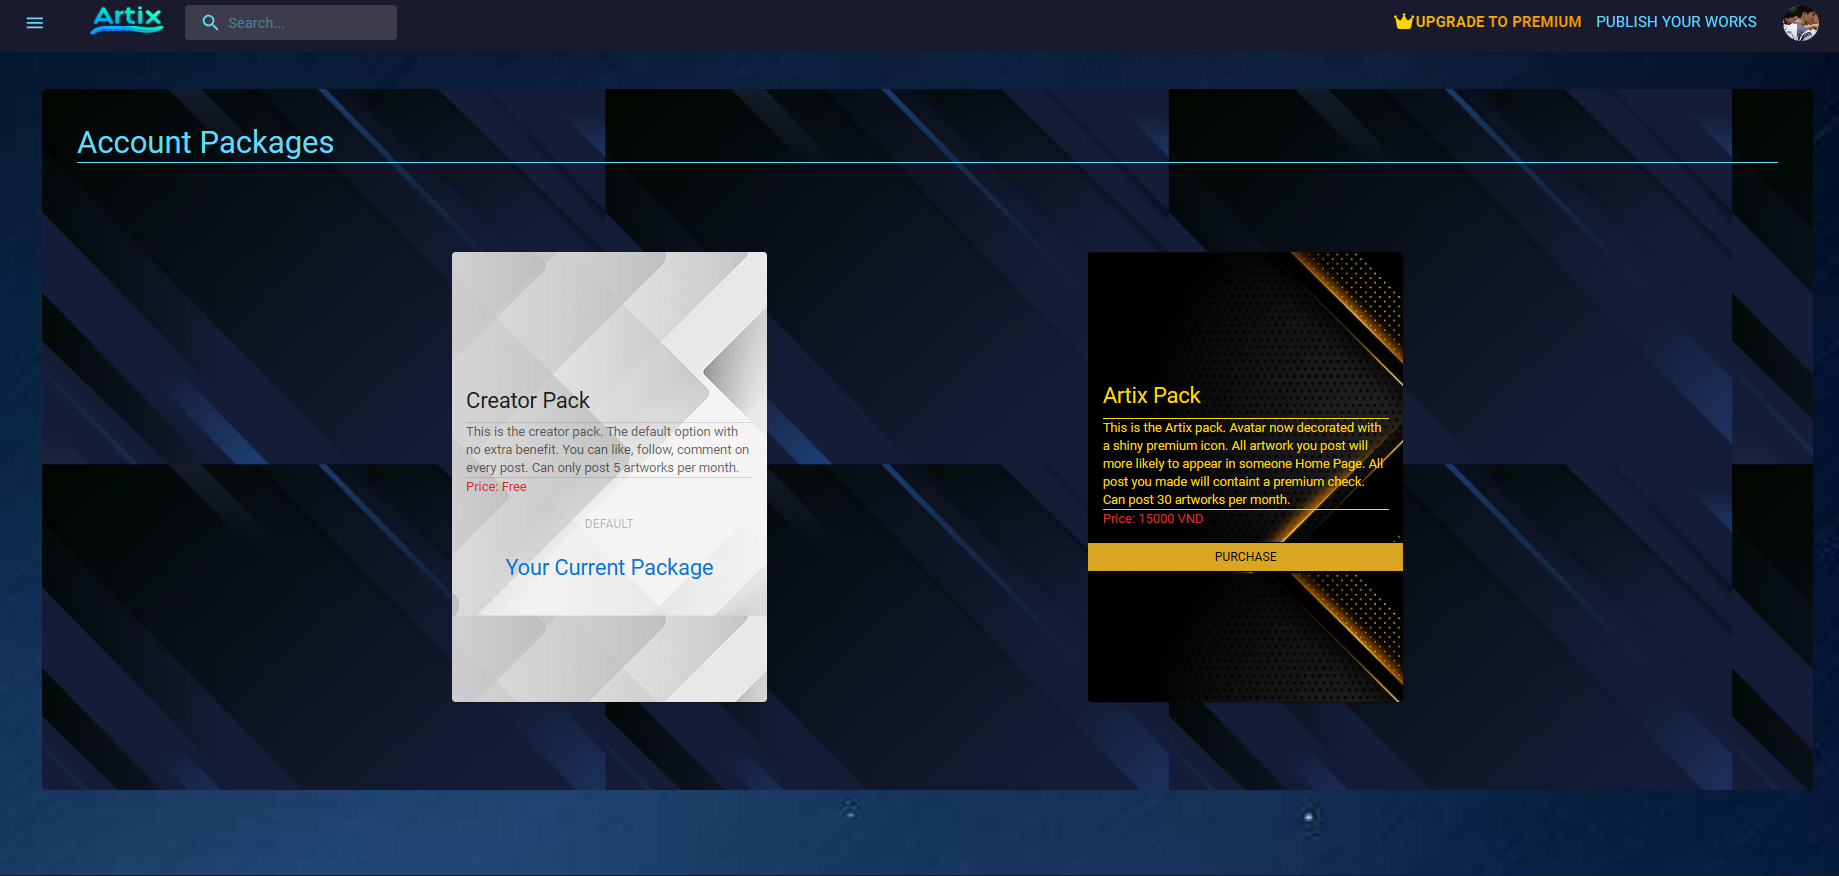 Artix
Search...
UPGRADE TO PREMIUM
PUBLISH YOUR WORKS
Account Packages
Creator Pack
This is the creator pack. The default option with
no extra benefit. You can like, follow, comment on
every post. Can only post 5 artworks per month.
Price: Free
DEFAULT
Your Current Package
Artix Pack
This is the Artix pack. Avatar now decorated with
a shiny premium icon. All artwork you post will
more likely to appear in someone Home Page. All
post you made will containt a premium check.
Can post 30 artworks per month.
Price: 15000 VND
PURCHASE